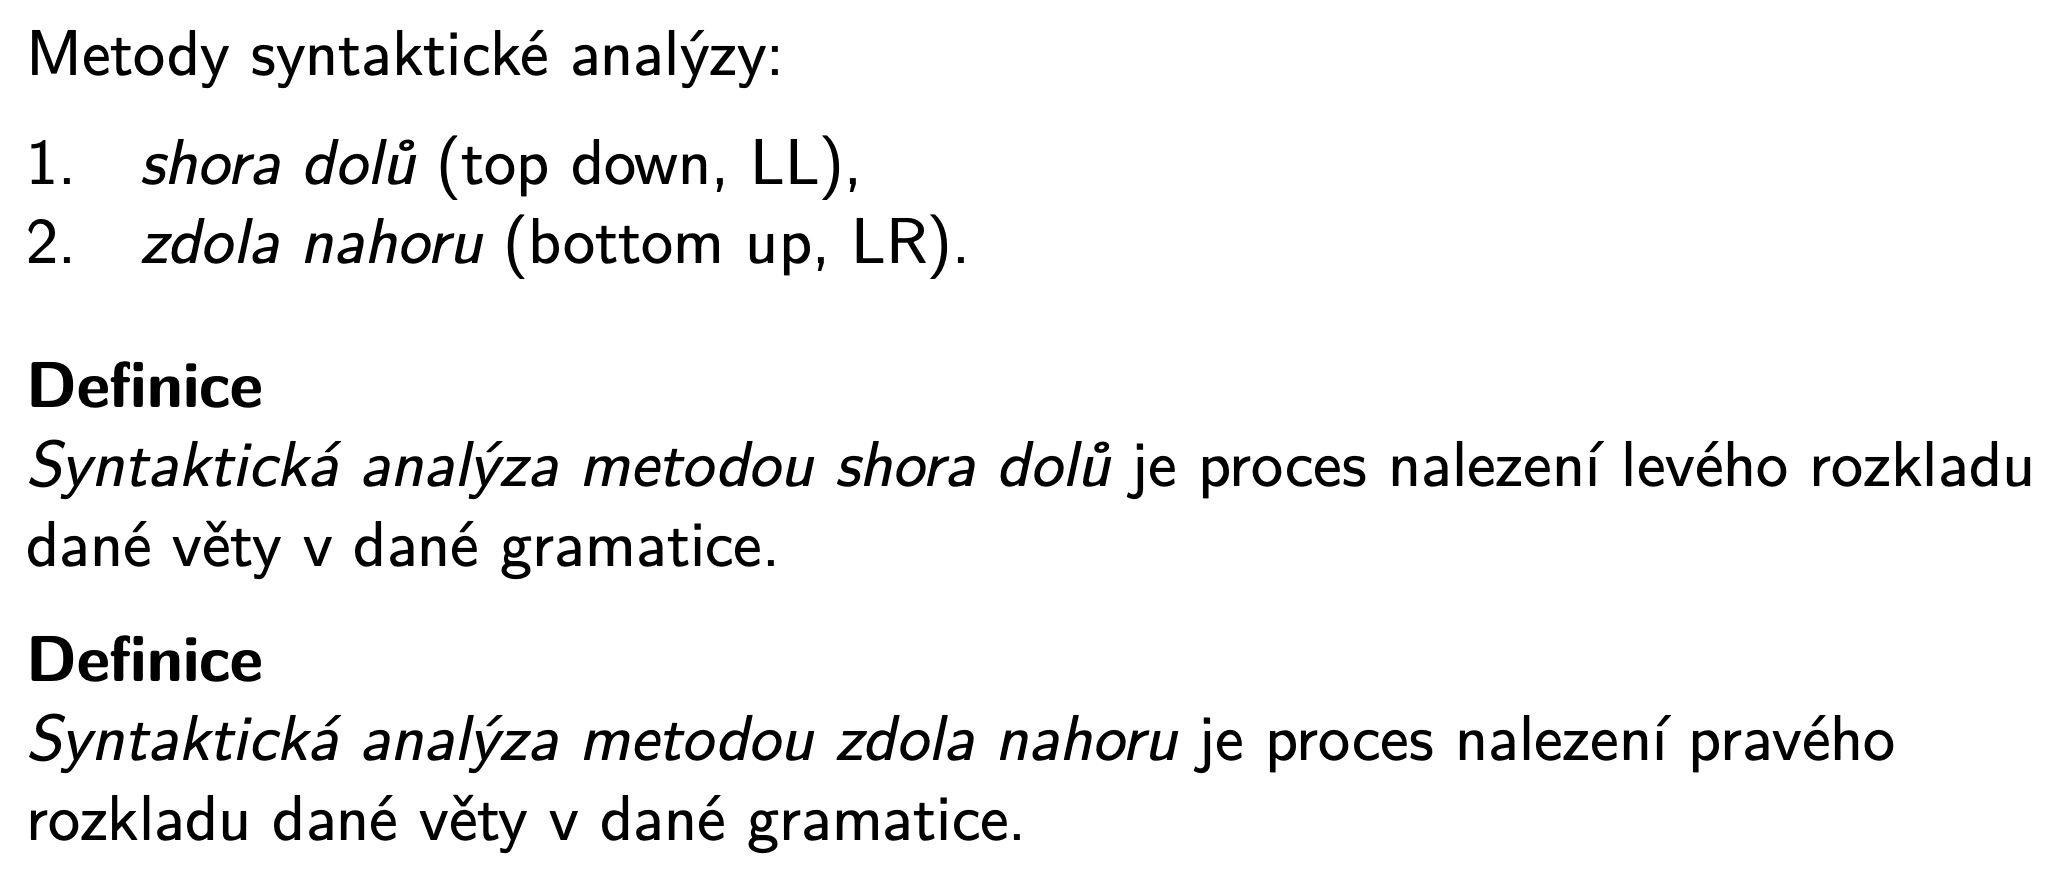 Metody syntaktické analýzy:
1. shora dolů (top down, LL),
2. zdola nahoru (bottom up, LR).
Definice
Syntaktická analýza metodou shora dolů je proces nalezení levého rozkladu
dané věty v dané gramatice.
Definice
Syntaktická analýza metodou zdola nahoru je proces nalezení pravého
rozkladu dané věty v dané gramatice.